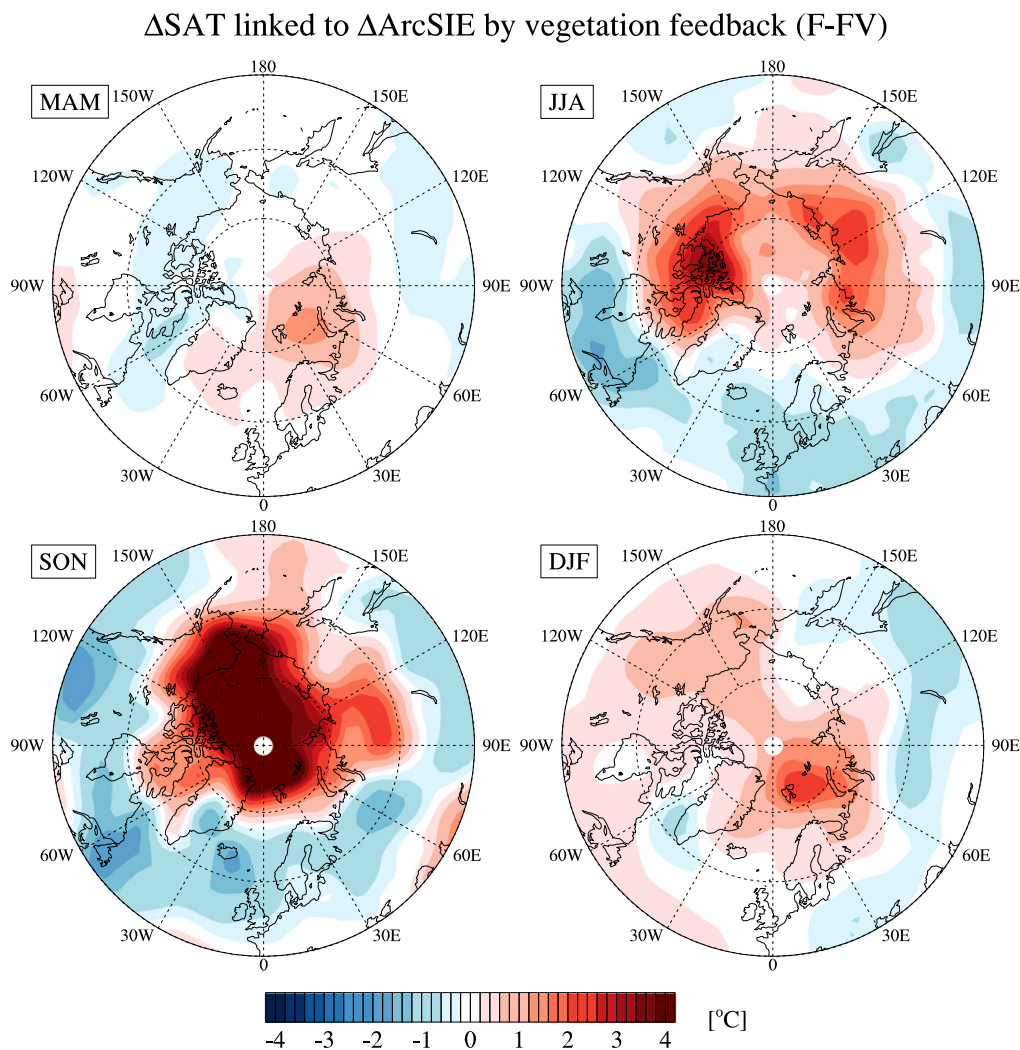 ΔSAT linked to ΔArcSIE by vegetation feedback (F-FV)
MAM
180
150W
150E
120W
120E
90W
90E
60W
60E
30W
30E
0
JJA
180
150W
150E
120W
120E
90W
90E
60W
60E
30W
30E
0
SON
180
150W
150E
120W
120E
90W
90E
60W
60E
30W
30E
0
DJF
180
150W
150E
120W
120E
90W
90E
60W
60E
30W
30E
0
-4 -3 -2 -1 0 1 2 3 4 [°C]